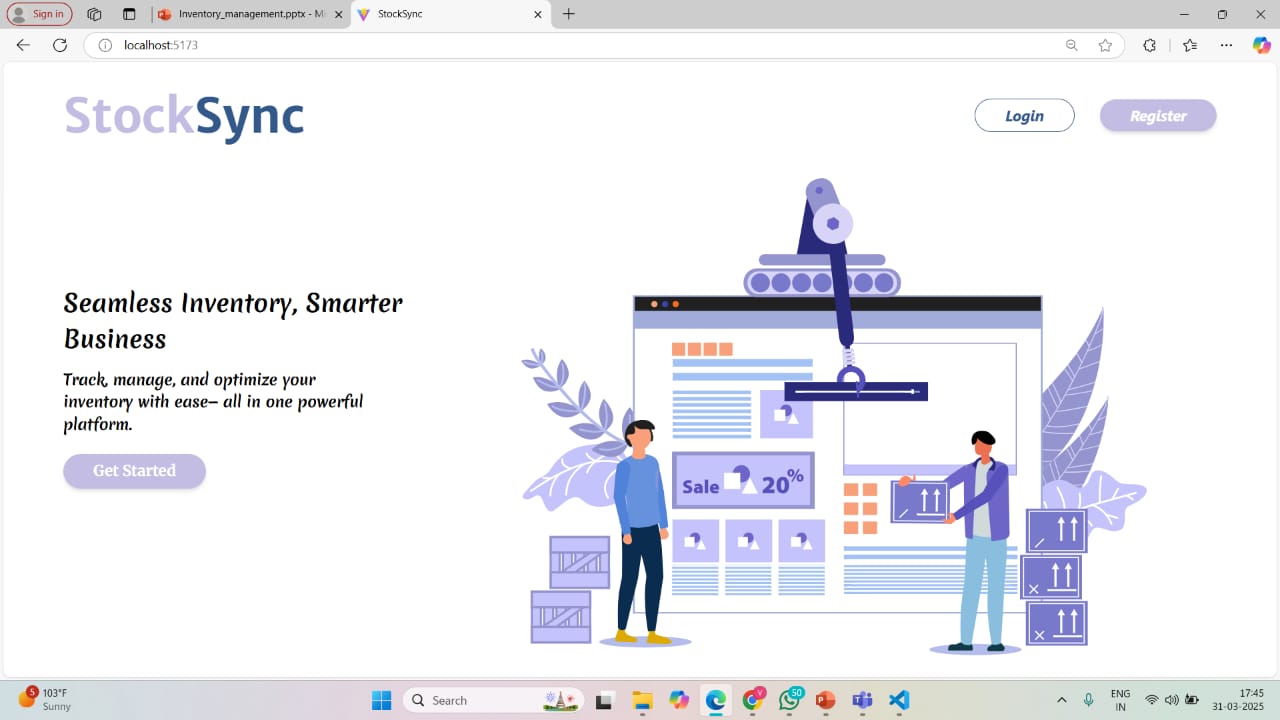 Sign in
Inventory_management.pptx - Mi
StockSync
localhost:5173
StockSync
Login
Register
Seamless Inventory, Smarter
Business
Track, manage, and optimize your
inventory with ease— all in one powerful
platform.
Get Started
Sale 20%
5
103°F
Sunny
Search
V
50
ENG
IN
17:45
31-03-2025